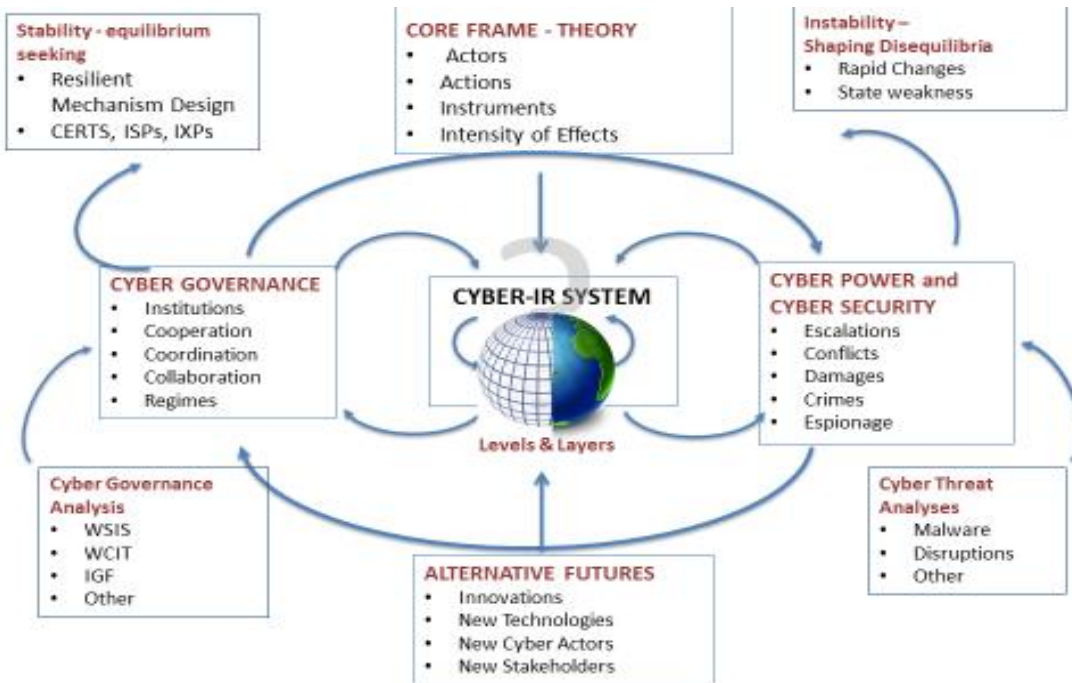 Stability - equilibrium
seeking
• Resilient
Mechanism Design
• CERTS, ISPs, IXPs
CORE FRAME - THEORY
• Actors
• Actions
• Instruments
• Intensity of Effects
Instability –
Shaping Disequilibria
• Rapid Changes
• State weakness
CYBER GOVERNANCE
• Institutions
• Cooperation
• Coordination
• Collaboration
• Regimes
CYBER-IR SYSTEM
Levels & Layers
CYBER POWER and
CYBER SECURITY
• Escalations
• Conflicts
• Damages
• Crimes
• Espionage
Cyber Governance
Analysis
• WSIS
• WCIT
• IGF
• Other
ALTERNATIVE FUTURES
• Innovations
• New Technologies
• New Cyber Actors
• New Stakeholders
Cyber Threat
Analyses
• Malware
• Disruptions
• Other